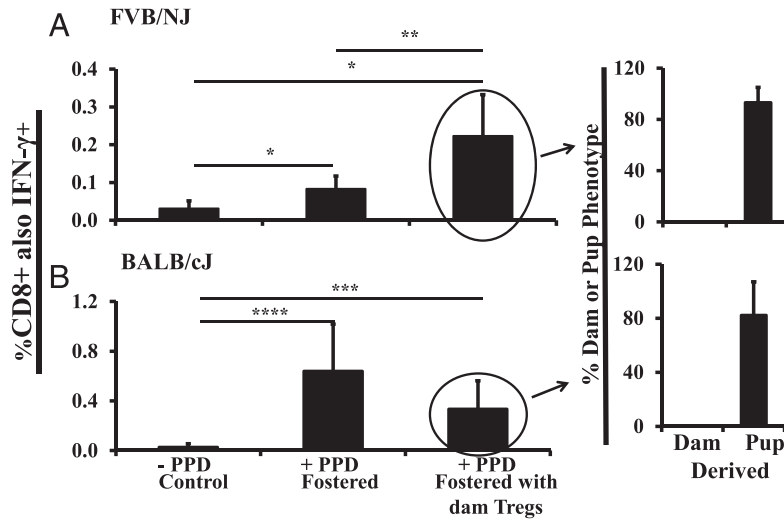 A
FVB/NJ
**
*
*
0.4
0.3
0.2
0.1
0.0
%CD8+ also IFN-γ+
B
BALB/cJ
***
****
1.2
0.8
0.4
0.0
- PPD
Control
+ PPD
Fostered
+ PPD
Fostered with
dam Tregs
% Dam or Pup Phenotype
120
80
40
0
120
80
40
0
Dam
Pup
Derived